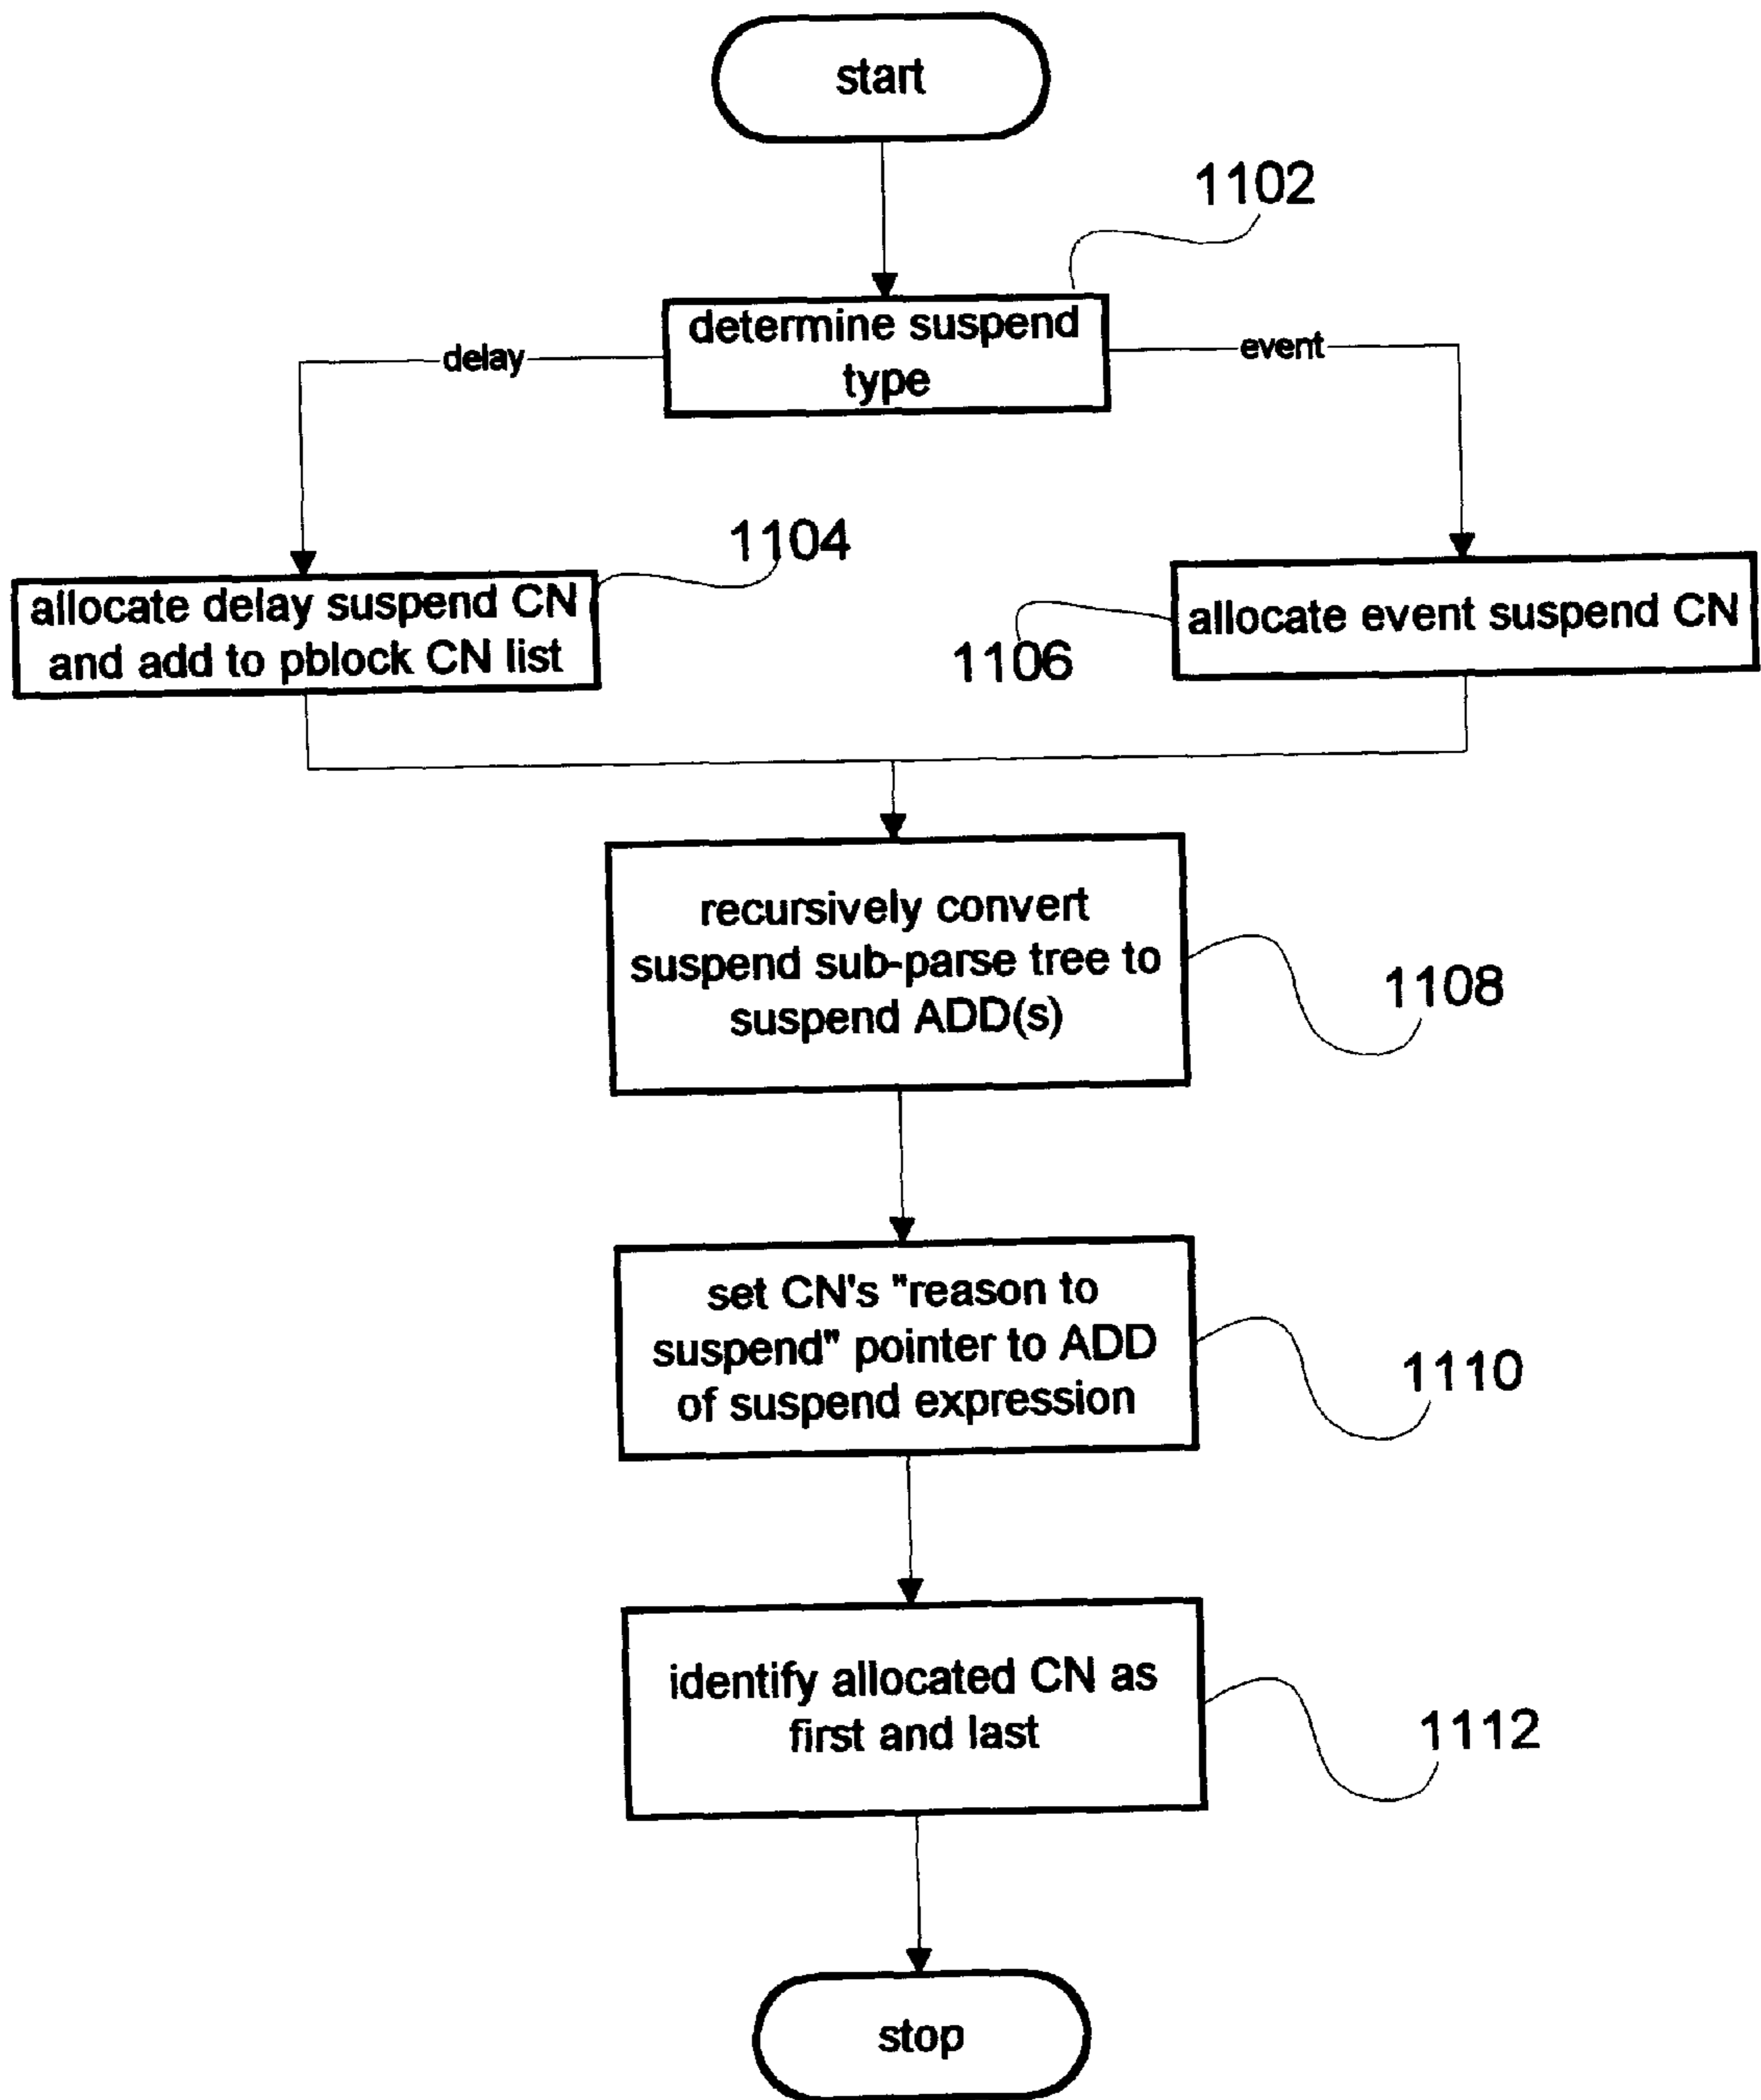 start
1102
determine suspend
type
delay
event
1104
allocate delay suspend CN
and add to pblock CN list
allocate event suspend CN
1106
recursively convert
suspend sub-parse tree to
suspend ADD(s)
1108
set CN's "reason to
suspend" pointer to ADD
of suspend expression
1110
identify allocated CN as
first and last
1112
stop